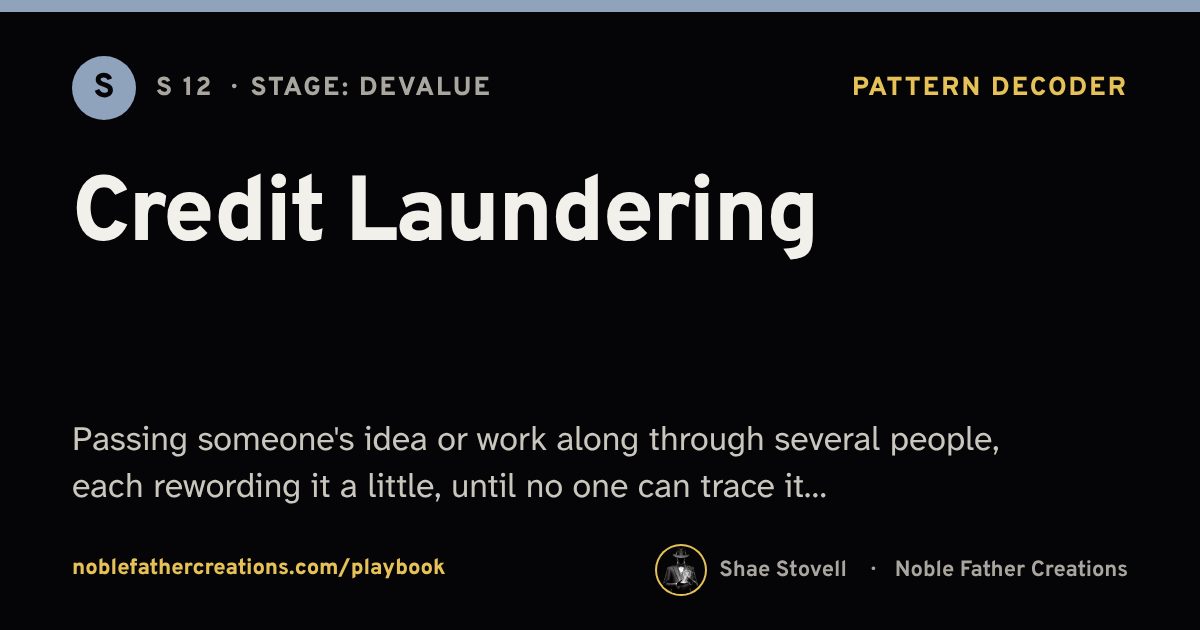 S
S 12 · STAGE: DEVALUE
PATTERN DECODER
Credit Laundering
Passing someone's idea or work along through several people,
each rewording it a little, until no one can trace it...
noblefathercreations.com/playbook
Shae Stovell · Noble Father Creations